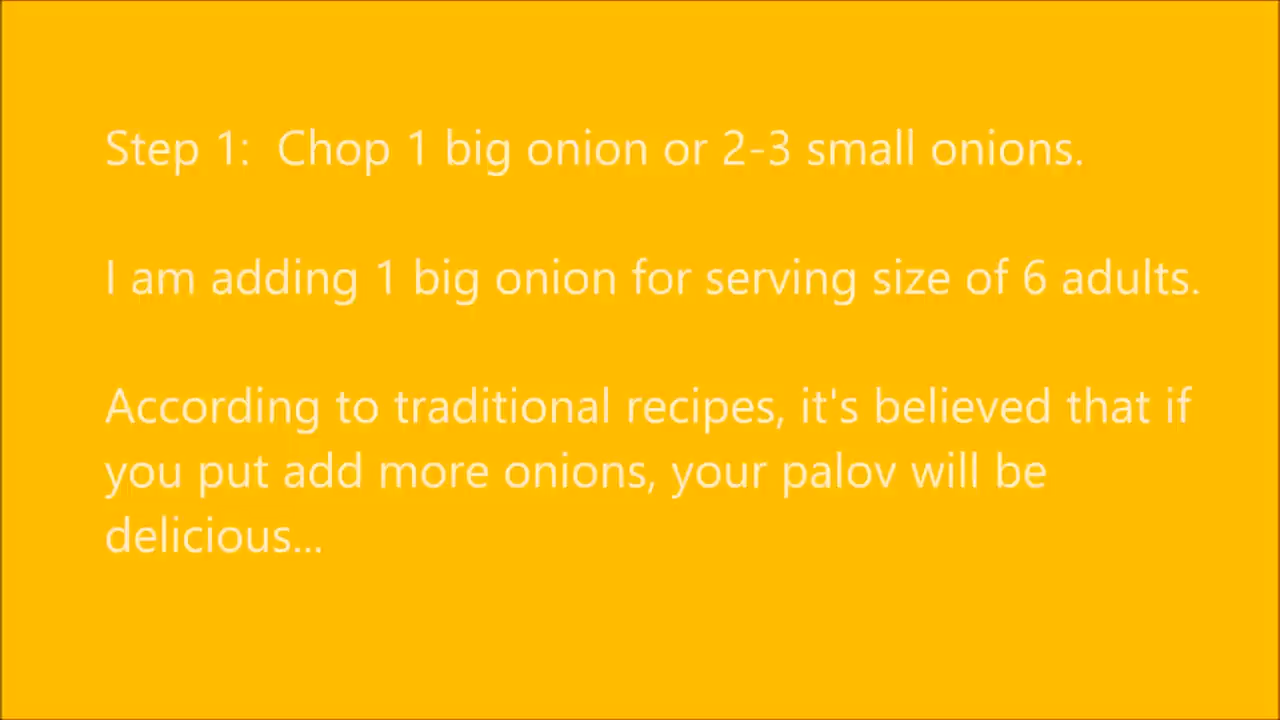 Step 1:  Chop 1 big onion or 2-3 small onions.
I am adding 1 big onion for serving size of 6 adults.
According to traditional recipes, it's believed that if
you put add more onions, your palov will be
delicious...